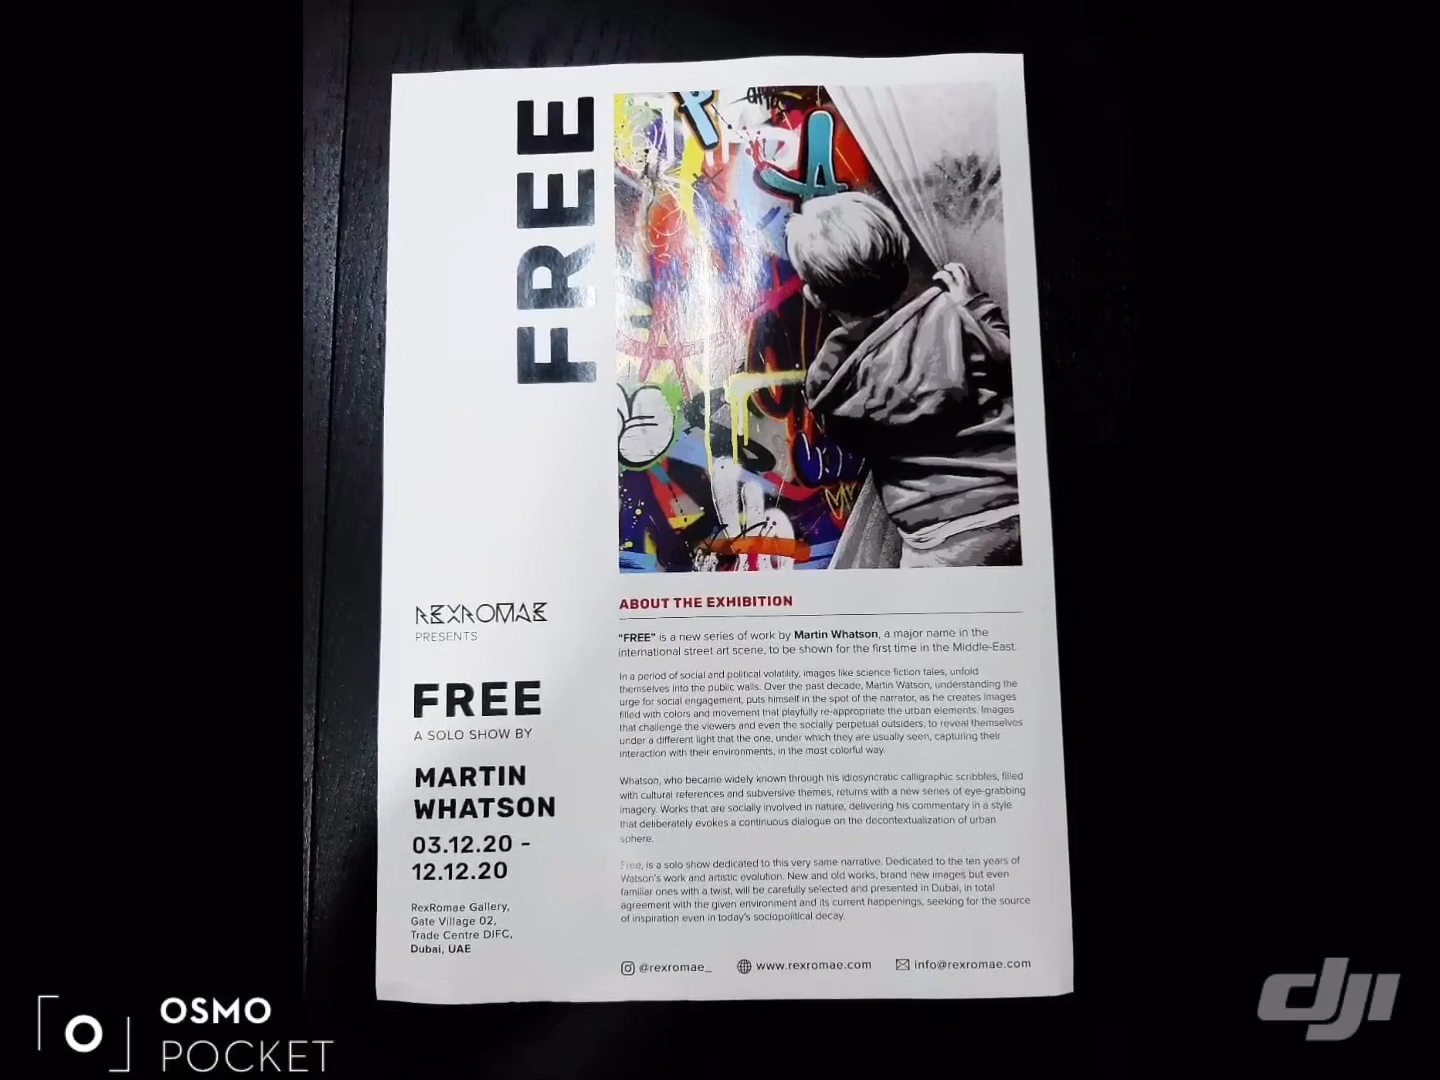 FREE
REXROMAE
PRESENTS
FREE
A SOLO SHOW BY
MARTIN
WHATSON
03.12.20 -
12.12.20
RexRomae Gallery,
Gate Village 02,
Trade Centre DIFC,
Dubai, UAE
ABOUT THE EXHIBITION
"FREE" is a new series of work by Martin Whatson, a major name in the
international street art scene, to be shown for the first time in the Middle-East.
In a period of social and political volatility, images like science fiction tales, unfold
themselves into the public walls. Over the past decade, Martin Watson, understanding the
urge for social engagement, puts himself in the spot of the narrator, as he creates images
filled with colors and movement that playfully re-appropriate the urban elements. Images
that challenge the viewers and even the socially perpetual outsiders, to reveal themselves
under a different light that the one, under which they are usually seen, capturing their
interaction with their environments, in the most colorful way.
Whatson, who became widely known through his idiosyncratic calligraphic scribbles, filled
with cultural references and subversive themes, returns with a new series of eye-grabbing
imagery. Works that are socially involved in nature, delivering his commentary in a style
that deliberately evokes a continuous dialogue on the decontextualization of urban
sphere.
Free, is a solo show dedicated to this very same narrative. Dedicated to the ten years of
Watson's work and artistic evolution. New and old works, brand new images but even
familiar ones with a twist, will be carefully selected and presented in Dubai, in total
agreement with the given environment and its current happenings, seeking for the source
of inspiration even in today's sociopolitical decay.
@rexromae_ www.rexromae.com info@rexromae.com
OSMO
POCKET
dji